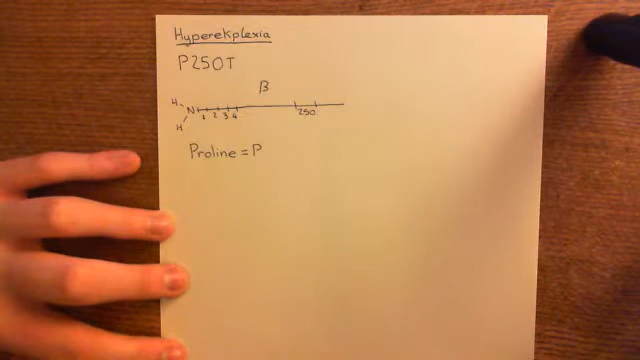 Hyperekplexia
P250T
β
H
N 1 2 3 4 250
H
Proline = P